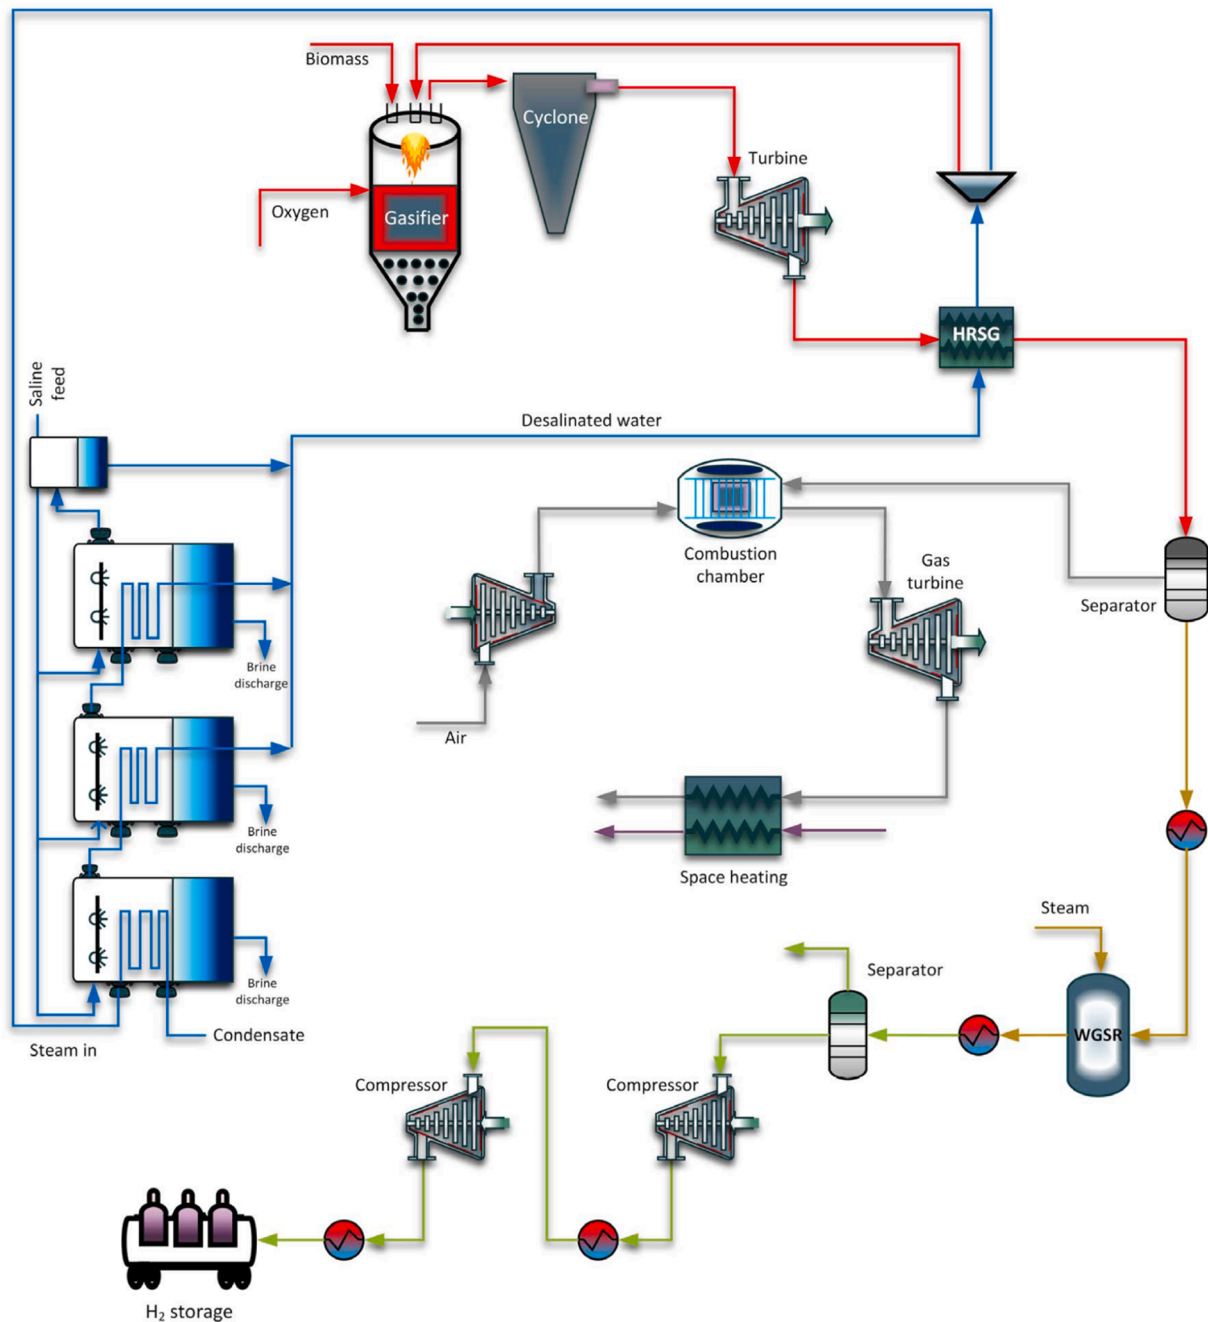 Biomass
Cyclone
Turbine
Oxygen
Gasifier
HRSG
Saline
feed
Desalinated water
Combustion
chamber
Gas
turbine
Separator
Brine
discharge
Air
Brine
discharge
Space heating
Steam
Separator
Brine
discharge
Condensate
Steam in
WGSR
Compressor
Compressor
H₂ storage